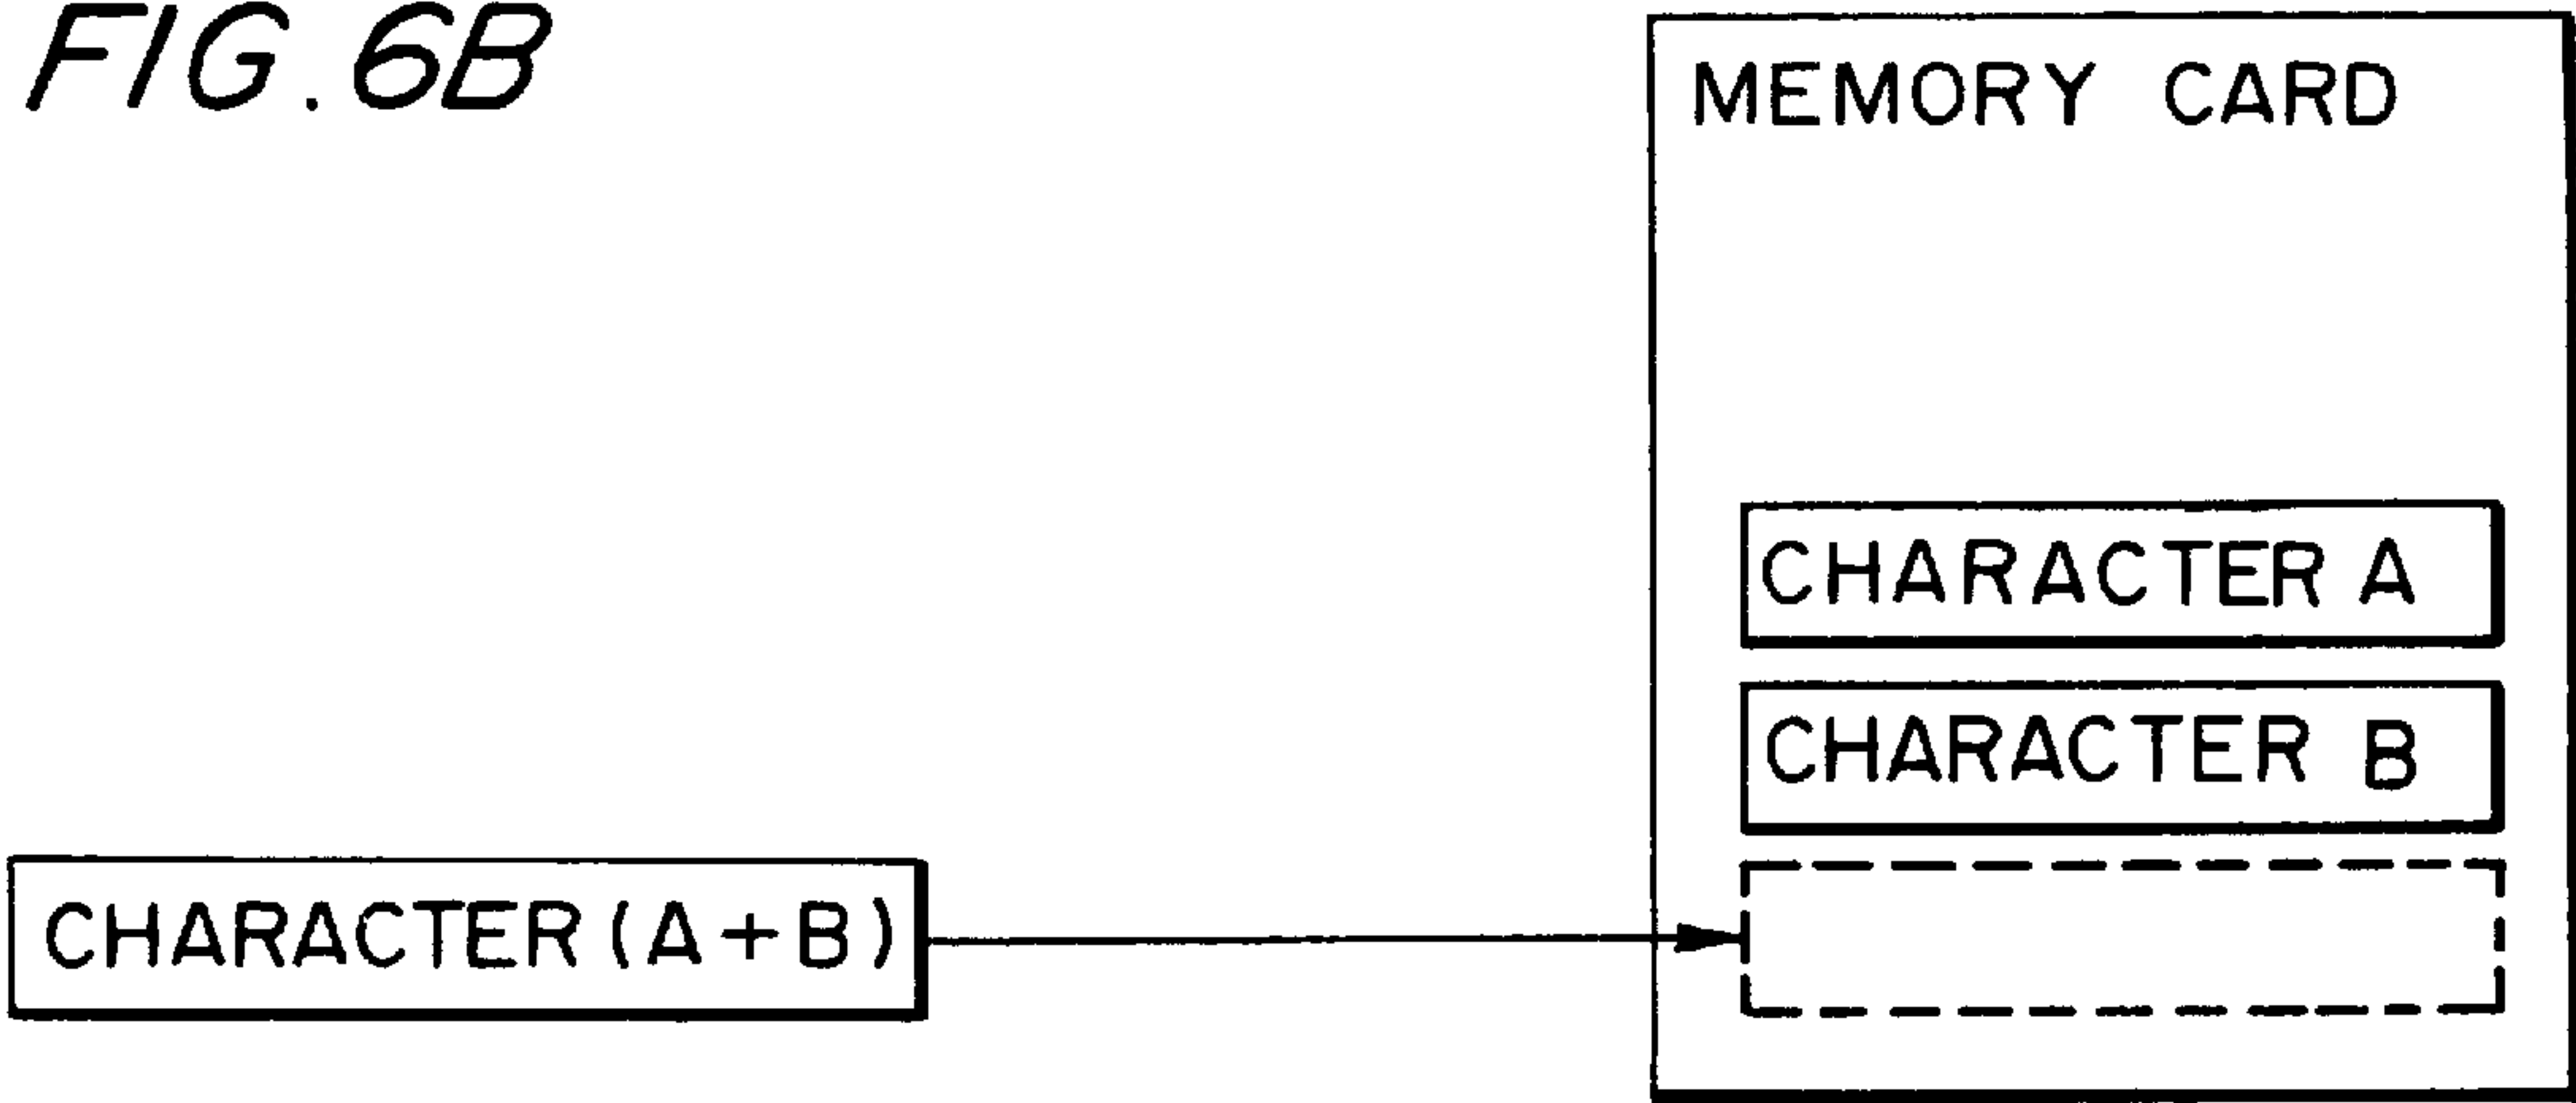 FIG. 6B
MEMORY CARD
CHARACTER A
CHARACTER B
CHARACTER (A+B)